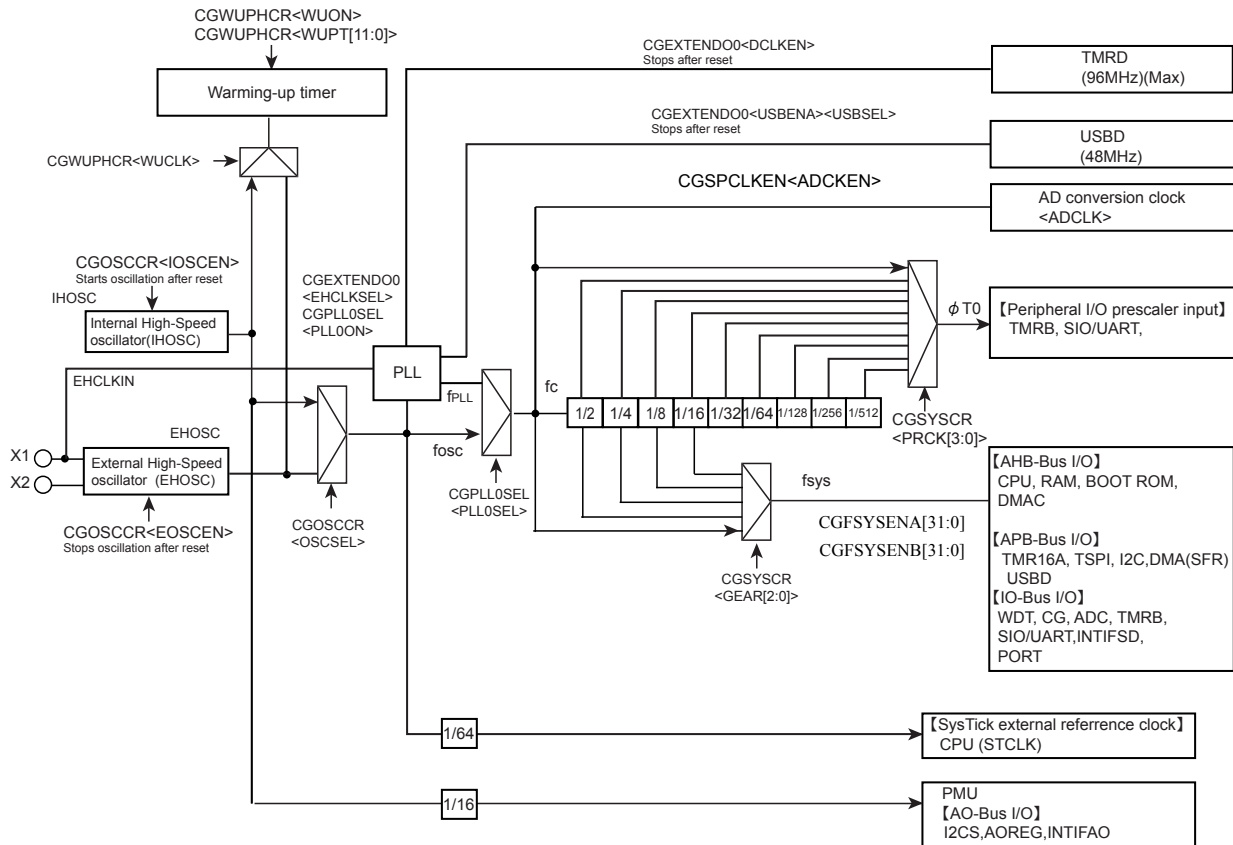 CGWUPHCR<WUON>
CGWUPHCR<WUPT[11:0]>
Warming-up timer
CGWUPHCR<WUCLK>
CGEXTENDO0<DCLKEN>
Stops after reset
TMRD
(96MHz)(Max)
CGEXTENDO0<USBENA><USBSEL>
Stops after reset
USBD
(48MHz)
CGSPCLKEN<ADCKEN>
AD conversion clock
<ADCLK>
CGOSCCR<IOSCEN>
Starts oscillation after reset
IHOSC
Internal High-Speed
oscillator(IHOSC)
CGEXTENDO0
<EHCLKSEL>
CGPLL0SEL
<PLL0ON>
PLL
EHCLKIN
fPLL
fc
1/2
1/4
1/8
1/16
1/32
1/64
1/128
1/256
1/512
ϕT0
【Peripheral I/O prescaler input】
TMRB, SIO/UART,
CGSYSCR
<PRCK[3:0]>
X1
X2
EHOSC
External High-Speed
oscillator (EHOSC)
CGOSCCR<EOSCEN>
Stops oscillation after reset
fosc
CGOSCCR
<OSCSEL>
CGPLL0SEL
<PLL0SEL>
fsys
CGFSYSENA[31:0]
CGFSYSENB[31:0]
CGSYSCR
<GEAR[2:0]>
【AHB-Bus I/O】
CPU, RAM, BOOT ROM,
DMAC
【APB-Bus I/O】
TMR16A, TSPI, I2C,DMA(SFR)
USBD
【IO-Bus I/O】
WDT, CG, ADC, TMRB,
SIO/UART,INTIFSD,
PORT
1/64
【SysTick external referrence clock】
CPU (STCLK)
1/16
PMU
【AO-Bus I/O】
I2CS,AOREG,INTIFAO